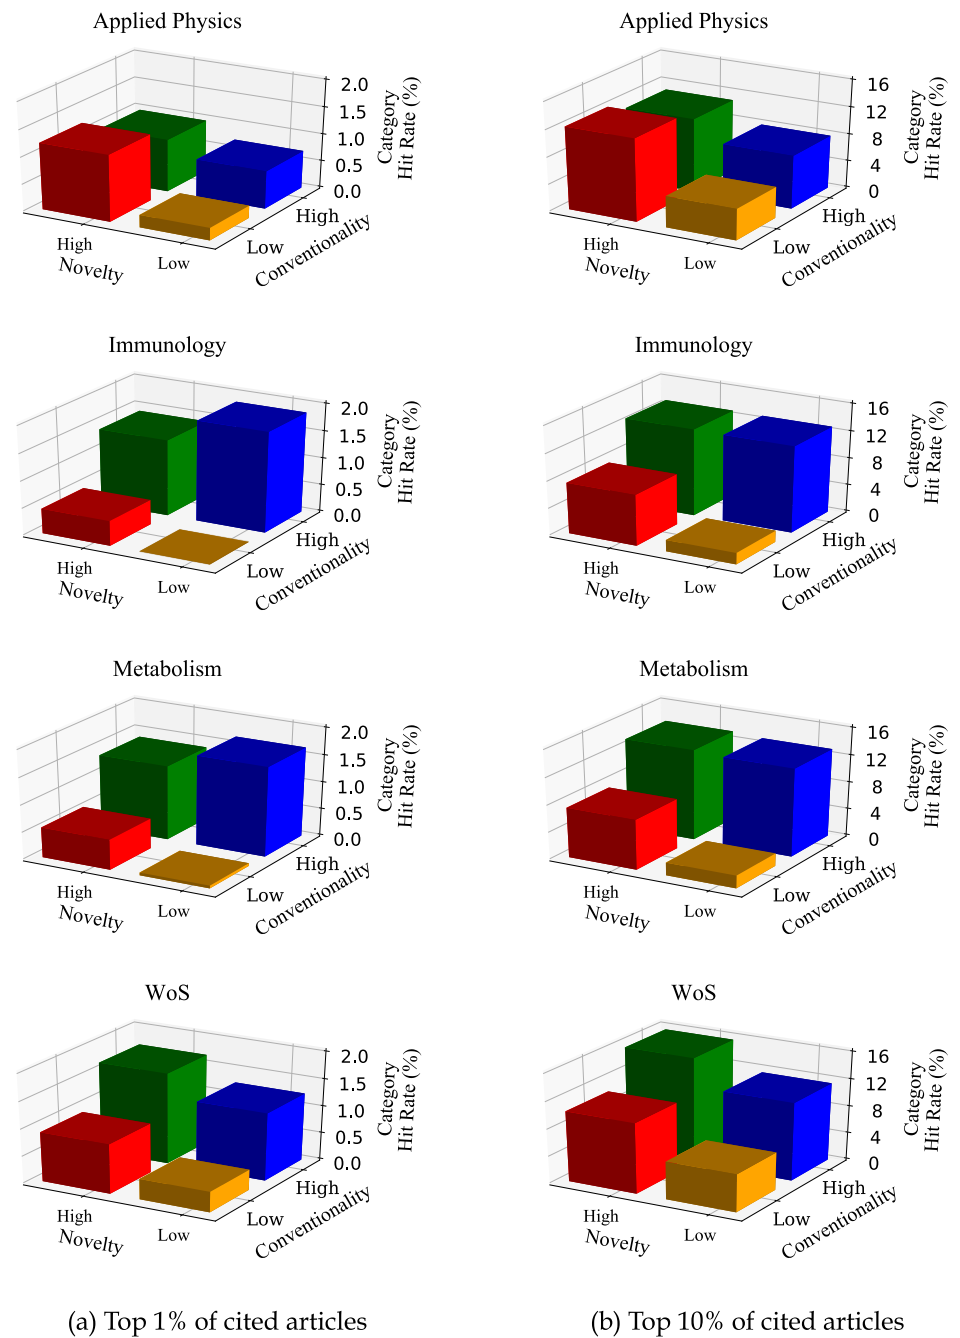 Applied Physics
2.0
1.5
1.0
0.5
0.0
Category
Hit Rate (%)
High
Low
Conventionality
High
Low
Novelty
Applied Physics
16
12
8
4
0
Category
Hit Rate (%)
High
Low
Conventionality
High
Low
Novelty
Immunology
2.0
1.5
1.0
0.5
0.0
Category
Hit Rate (%)
High
Low
Conventionality
High
Low
Novelty
Immunology
16
12
8
4
0
Category
Hit Rate (%)
High
Low
Conventionality
High
Low
Novelty
Metabolism
2.0
1.5
1.0
0.5
0.0
Category
Hit Rate (%)
High
Low
Conventionality
High
Low
Novelty
Metabolism
16
12
8
4
0
Category
Hit Rate (%)
High
Low
Conventionality
High
Low
Novelty
WoS
2.0
1.5
1.0
0.5
0.0
Category
Hit Rate (%)
High
Low
Conventionality
High
Low
Novelty
WoS
16
12
8
4
0
Category
Hit Rate (%)
High
Low
Conventionality
High
Low
Novelty
(a) Top 1% of cited articles
(b) Top 10% of cited articles